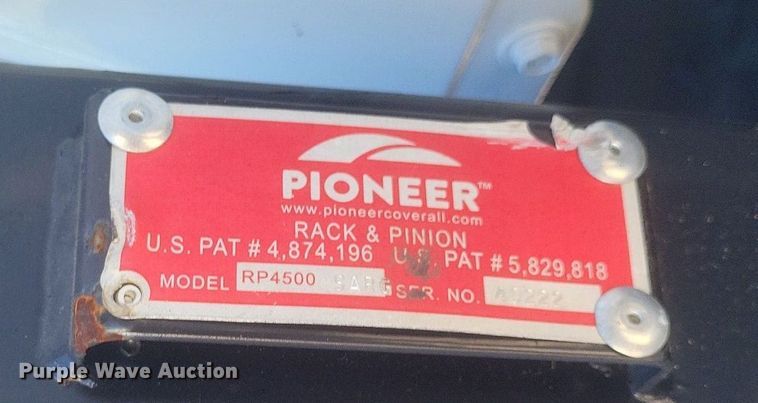 PIONEER™
www.pioneercoverall.com
RACK & PINION
U.S. PAT # 4,874,196 U.S. PAT # 5,829,818
MODEL RP4500 SARG SER. NO.
Purple Wave Auction